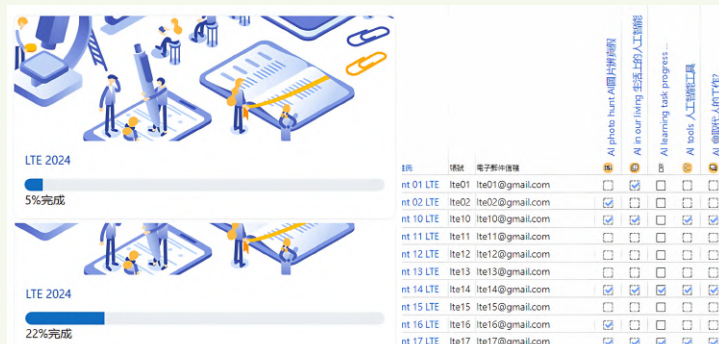 LTE 2024
5%完成
LTE 2024
22%完成
AI photo hunt AI圖片
AI in our living 生活上的人工智能
AI learning task progress ...
AI tools 人工智能工具
帳號 電子郵件信箱
nt 01 LTE lte01 lte01@gmail.com
nt 02 LTE lte02 lte02@gmail.com
nt 10 LTE lte10 lte10@gmail.com
nt 11 LTE lte11 lte11@gmail.com
nt 12 LTE lte12 lte12@gmail.com
nt 13 LTE lte13 lte13@gmail.com
nt 14 LTE lte14 lte14@gmail.com
nt 15 LTE lte15 lte15@gmail.com
nt 16 LTE lte16 lte16@gmail.com
nt 17 LTE lte17 lte17@gmail.com